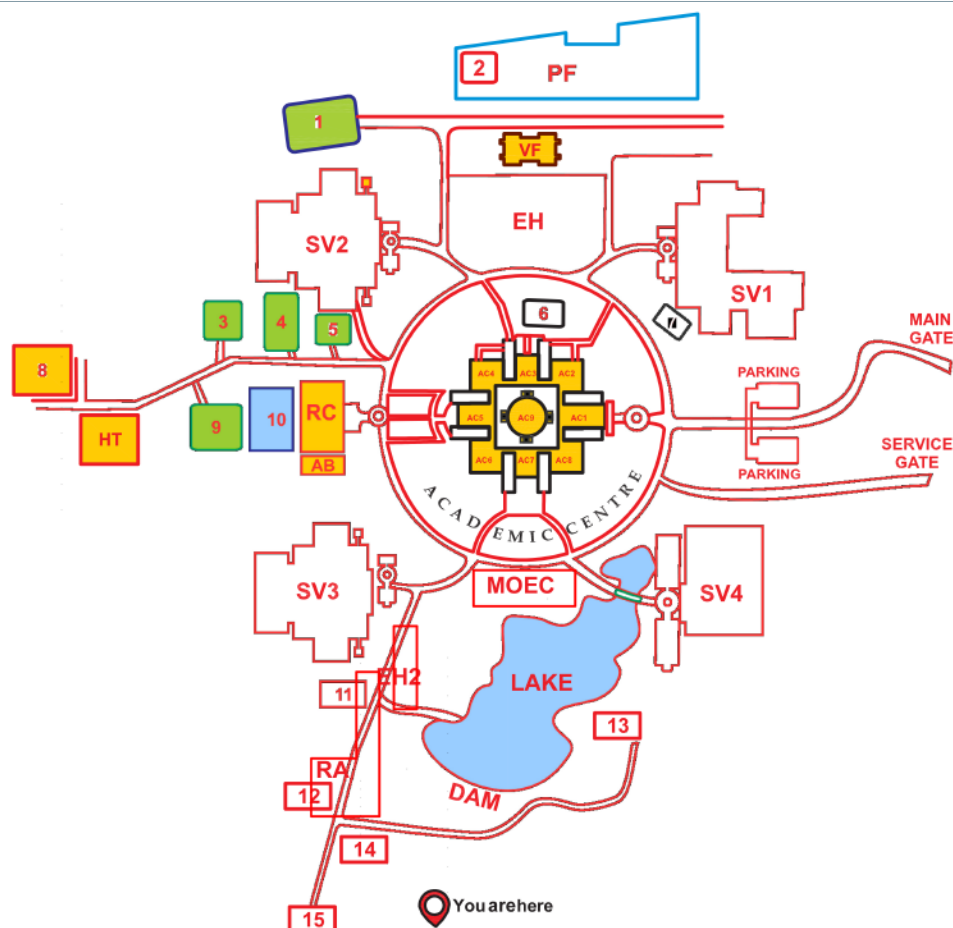 2
PF
1
VF
SV2
EH
SV1
3
4
5
6
MAIN
GATE
8
AC4
AC3
AC2
PARKING
9
10
RC
AC5
AC9
AC1
HT
AB
AC6
AC7
AC8
SERVICE
GATE
PARKING
ACADEMIC CENTRE
SV3
MOEC
SV4
EH2
11
LAKE
13
RA
12
DAM
14
15
You arehere